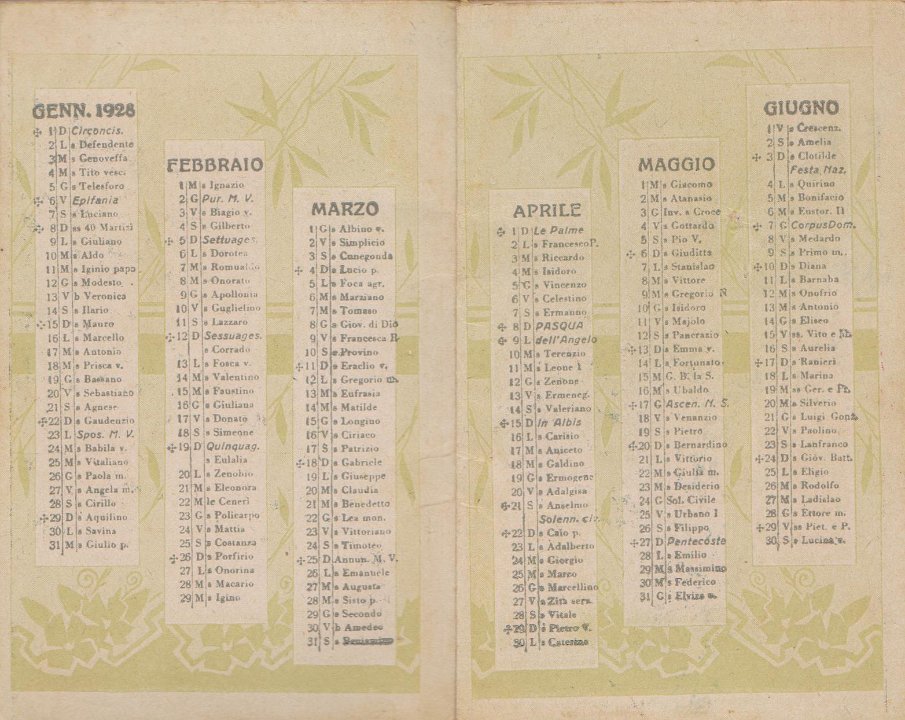 GENN. 1928
✠ 1 D Circoncis.
2 L s Defendente
3 M s Genoveffa
4 M s Tito vesc.
5 G s Telesforo
✠ 6 V Epifania
7 S s Luciano
✠ 8 D ss 40 Martiri
9 L s Giuliano
10 M s Aldo
11 M s Iginio papa
12 G s Modesto
13 V b Veronica
14 S s Ilario
✠15 D s Mauro
16 L s Marcello
17 M s Antonio
18 M s Prisca v.
19 G s Bassano
20 V s Sebastiano
21 S s Agnese
✠22 D s Gaudenzio
23 L Spos. M. V.
24 M s Babila v.
25 M s Vitaliano
26 G s Paola m.
27 V s Angela m.
28 S s Cirillo
✠29 D s Aquilino
30 L s Savina
31 M s Giulio p.
FEBBRAIO
1 M s Ignazio
2 G Pur. M. V.
3 V s Biagio v.
4 S s Gilberto
✠ 5 D Settuages.
6 L s Dorotea
7 M s Romualdo
8 M s Onorato
9 G s Apollonia
10 V s Guglielmo
11 S s Lazzaro
✠12 D Sessuages.
s Corrado
13 L s Fosca v.
14 M s Valentino
15 M s Faustino
16 G s Giuliana
17 V s Donato
18 S s Simeone
✠19 D Quinquag.
s Eulalia
20 L s Zenobio
21 M s Eleonora
22 M le Ceneri
23 G s Policarpo
24 V s Mattia
25 S s Costanza
✠26 D s Porfirio
27 L s Onorina
28 M s Macario
29 M s Igino
MARZO
1 G s Albino v.
2 V s Simplicio
3 S s Cunegonda
✠ 4 D s Lucio p.
5 L s Foca agr.
6 M s Marziano
7 M s Tomaso
8 G s Giov. di Dio
9 V s Francesca R
10 S s Provino
✠11 D s Eraclio v.
12 L s Gregorio m.
13 M s Eufrasia
14 M s Matilde
15 G s Longino
16 V s Ciriaco
17 S s Patrizio
✠18 D s Gabriele
19 L s Giuseppe
20 M s Claudia
21 M s Benedetto
22 G s Lea mon.
23 V s Vittoriano
24 S s Timoteo
✠25 D Annun. M. V.
26 L s Emanuele
27 M s Augusta
28 M s Sisto p.
29 G s Secondo
30 V b Amedeo
31 S s Beniamino
APRILE
✠ 1 D Le Palme
2 L s Francesco P.
3 M s Riccardo
4 M s Isidoro
5 G s Vincenzo
6 V s Celestino
7 S s Ermanno
✠ 8 D PASQUA
✠ 9 L dell'Angelo
10 M s Terenzio
11 M s Leone I
12 G s Zenone
13 V s Ermeneg.
14 S s Valeriano
✠15 D In Albis
16 L s Carisio
17 M s Aniceto
18 M s Galdino
19 G s Ermogene
20 V s Adalgisa
✠21 S s Anselmo
Solenn. civ.
✠22 D s Caio p.
23 L s Adalberto
24 M s Giorgio
25 M s Marco
26 G s Marcellino
27 V s Zita serv.
28 S s Vitale
✠29 D s Pietro V.
30 L s Caterina
MAGGIO
1 M s Giacomo
2 M s Atanasio
3 G Inv. s Croce
4 V s Gottardo
5 S s Pio V.
✠ 6 D s Giuditta
7 L s Stanislao
8 M s Vittore
9 M s Gregorio N
10 G s Isidoro
11 V s Majolo
12 S s Pancrazio
✠13 D s Emma v.
14 L s Fortunato
15 M G. B. la S.
16 M s Ubaldo
✠17 G Ascen. N. S.
18 V s Venanzio
19 S s Pietro
✠20 D s Bernardino
21 L s Vittorio
22 M s Giulia m.
23 M s Desiderio
24 G Sol. Civile
25 V s Urbano I
26 S s Filippo
✠27 D Pentecoste
28 L s Emilio
29 M s Massimino
30 M s Federico
31 G s Elvira v.
GIUGNO
1 V s Crescenz.
2 S s Amelia
✠ 3 D s Clotilde
Festa Naz.
4 L s Quirino
5 M s Bonifacio
6 M s Eustor. II
✠ 7 G CorpusDom.
8 V s Medardo
9 S s Primo m.
✠10 D s Diana
11 L s Barnaba
12 M s Onofrio
13 M s Antonio
14 G s Eliseo
15 V ss. Vito e M.
16 S s Aurelia
✠17 D s Ranieri
18 L s Marina
19 M ss Ger. e Pr.
20 M s Silverio
21 G s Luigi Gonz
22 V s Paolino
23 S s Lanfranco
✠24 D s Giov. Batt.
25 L s Eligio
26 M s Rodolfo
27 M s Ladislao
28 G s Ettore m.
✠29 V ss Piet. e P.
30 S s Lucina v.